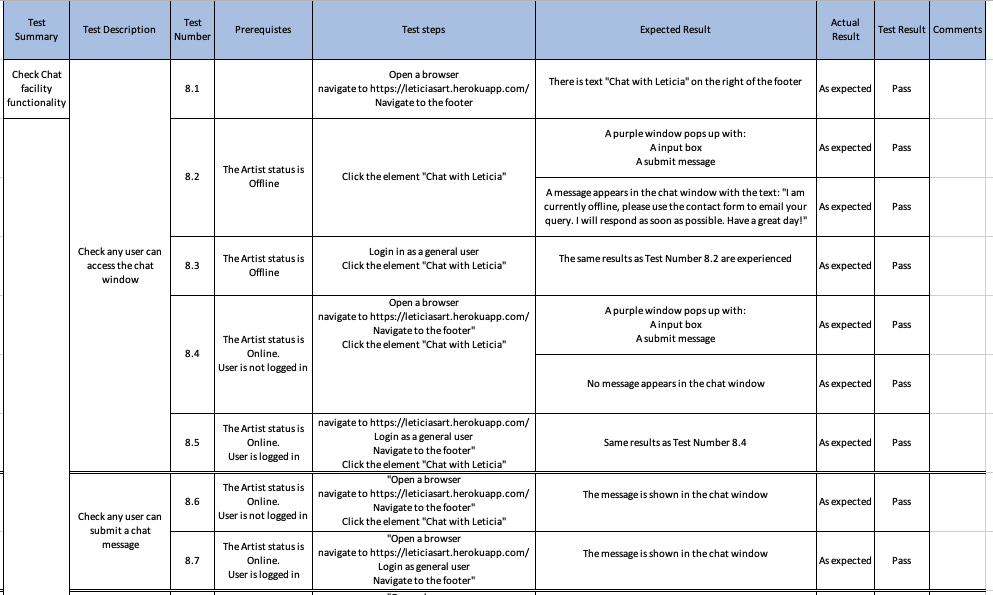 Test Summary
Test Description
Test Number
Prerequistes
Test steps
Expected Result
Actual Result
Test Result
Comments
Check Chat
facility
functionality
Check any user can
access the chat
window
8.1
Open a browser
navigate to https://leticiasart.herokuapp.com/
Navigate to the footer
There is text "Chat with Leticia" on the right of the footer
As expected
Pass
8.2
The Artist status is
Offline
Click the element "Chat with Leticia"
A purple window pops up with:
A input box
A submit message
As expected
Pass
A message appears in the chat window with the text: "I am
currently offline, please use the contact form to email your
query. I will respond as soon as possible. Have a great day!"
As expected
Pass
8.3
The Artist status is
Offline
Login in as a general user
Click the element "Chat with Leticia"
The same results as Test Number 8.2 are experienced
As expected
Pass
8.4
The Artist status is
Online.
User is not logged in
Open a browser
navigate to https://leticiasart.herokuapp.com/
Navigate to the footer"
Click the element "Chat with Leticia"
A purple window pops up with:
A input box
A submit message
As expected
Pass
No message appears in the chat window
As expected
Pass
8.5
The Artist status is
Online.
User is logged in
navigate to https://leticiasart.herokuapp.com/
Login as a general user
Navigate to the footer"
Click the element "Chat with Leticia"
Same results as Test Number 8.4
As expected
Pass
Check any user can
submit a chat
message
8.6
The Artist status is
Online.
User is not logged in
"Open a browser
navigate to https://leticiasart.herokuapp.com/
Navigate to the footer"
Click the element "Chat with Leticia"
The message is shown in the chat window
As expected
Pass
8.7
The Artist status is
Online.
User is logged in
"Open a browser
navigate to https://leticiasart.herokuapp.com/
Login as general user
Navigate to the footer"
The message is shown in the chat window
As expected
Pass